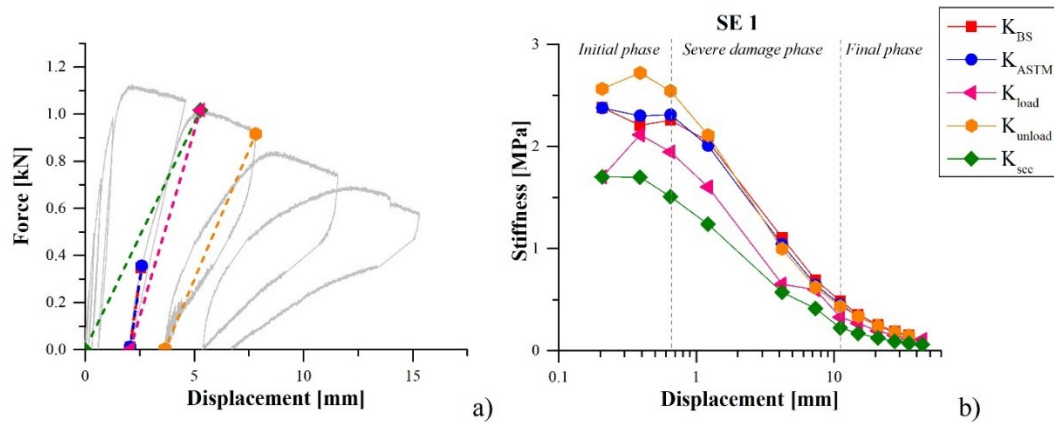 1.2
1.0
0.8
0.6
0.4
0.2
0.0
Force [kN]
0
5
10
15
Displacement [mm]
a)
SE 1
Initial phase
Severe damage phase
Final phase
3
2
1
0
Stiffness [MPa]
0.1
1
10
Displacement [mm]
b)
K_BS
K_ASTM
K_load
K_unload
K_scc